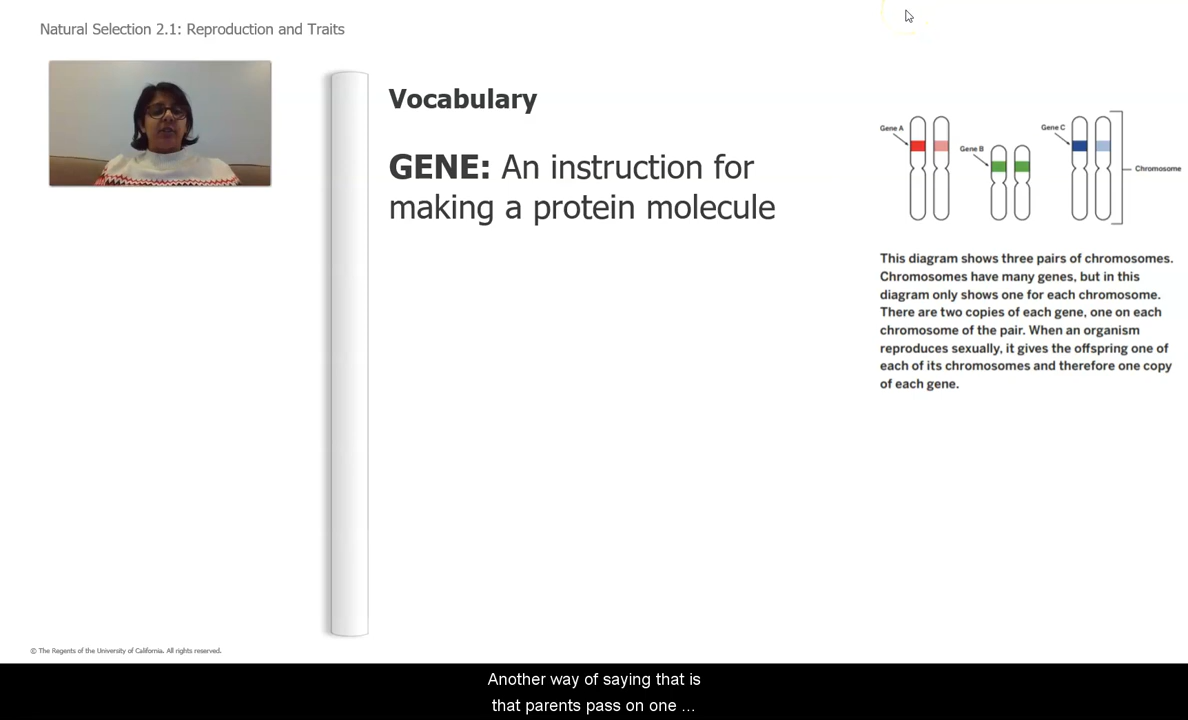 Natural Selection 2.1: Reproduction and Traits
Vocabulary
GENE: An instruction for
making a protein molecule
Gene A
Gene B
Gene C
Chromosome
This diagram shows three pairs of chromosomes.
Chromosomes have many genes, but in this
diagram only shows one for each chromosome.
There are two copies of each gene, one on each
chromosome of the pair. When an organism
reproduces sexually, it gives the offspring one of
each of its chromosomes and therefore one copy
of each gene.
© The Regents of the University of California. All rights reserved.
Another way of saying that is
that parents pass on one ...